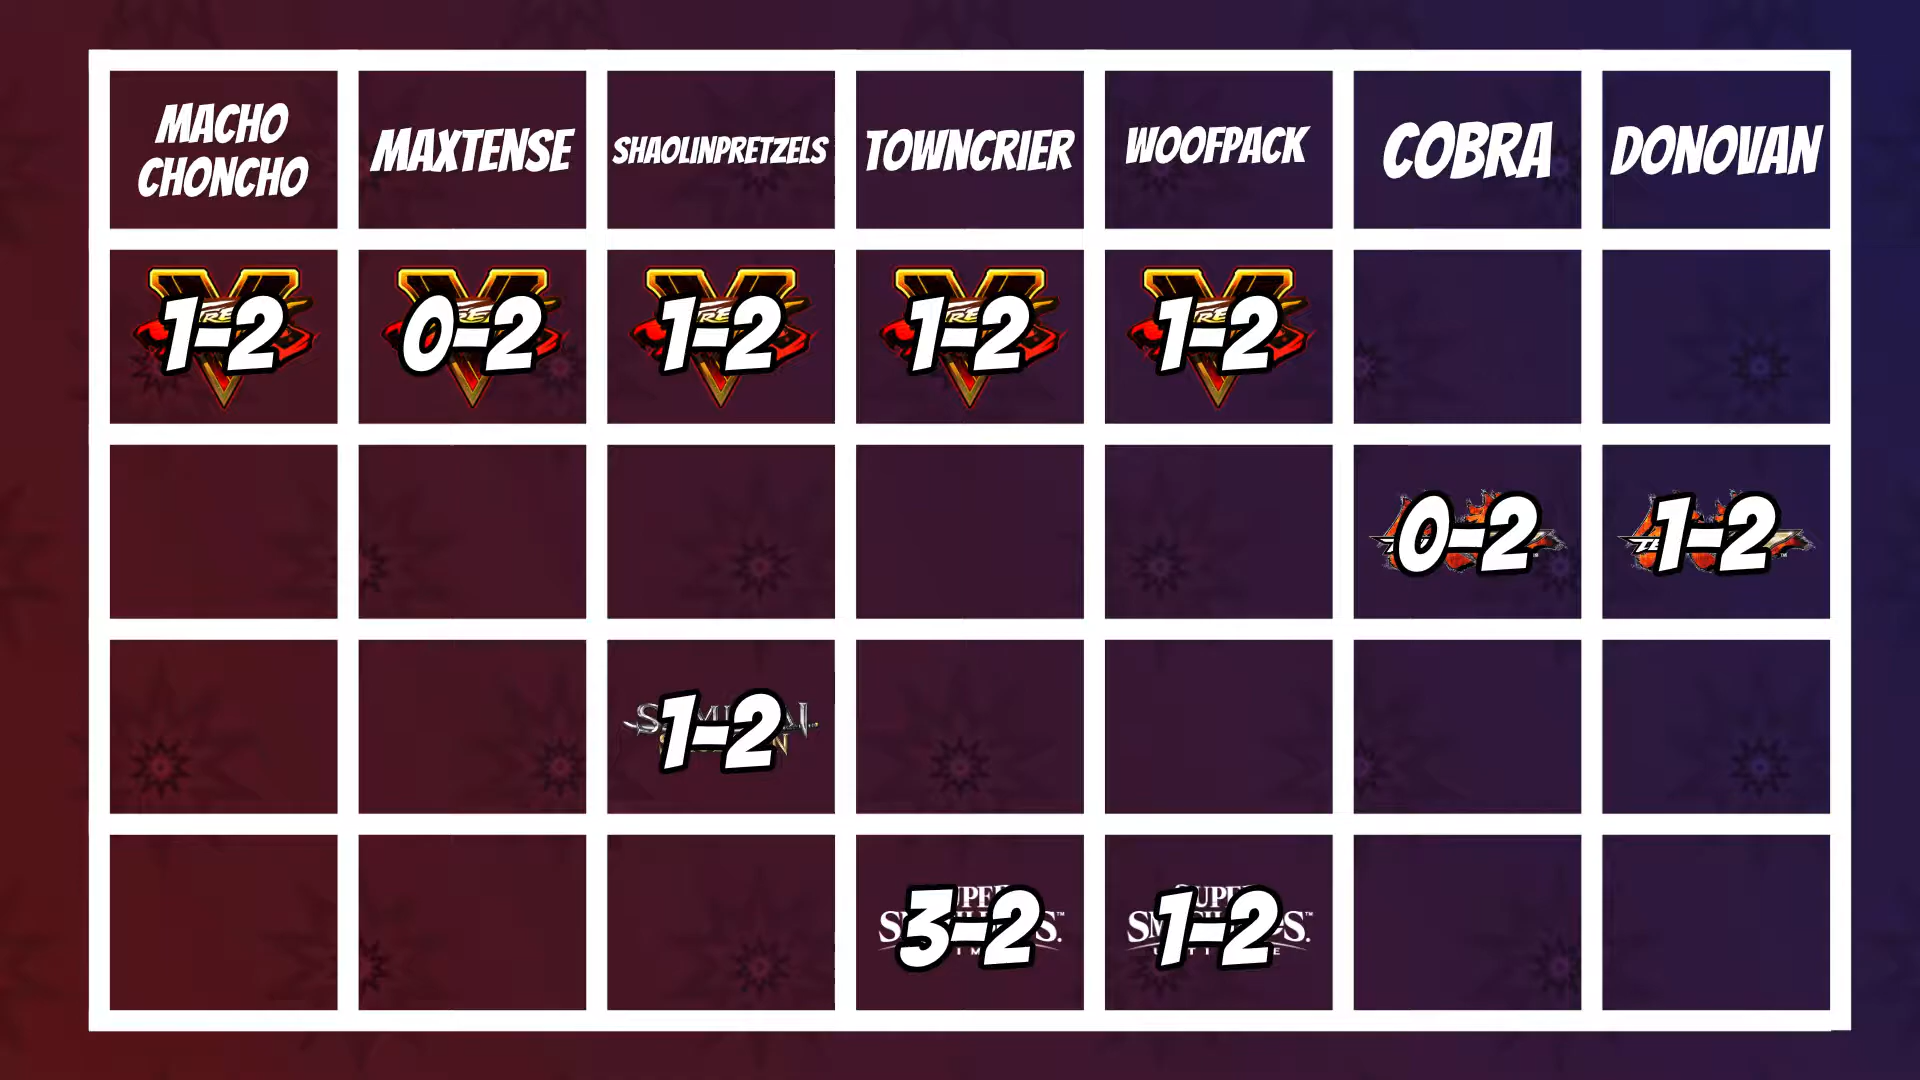 MACHO
CHONCHO
MAXTENSE
SHAOLINPRETZELS
TOWNCRIER
WOOFPACK
COBRA
DONOVAN
1-2
0-2
1-2
1-2
1-2
0-2
1-2
1-2
3-2
1-2